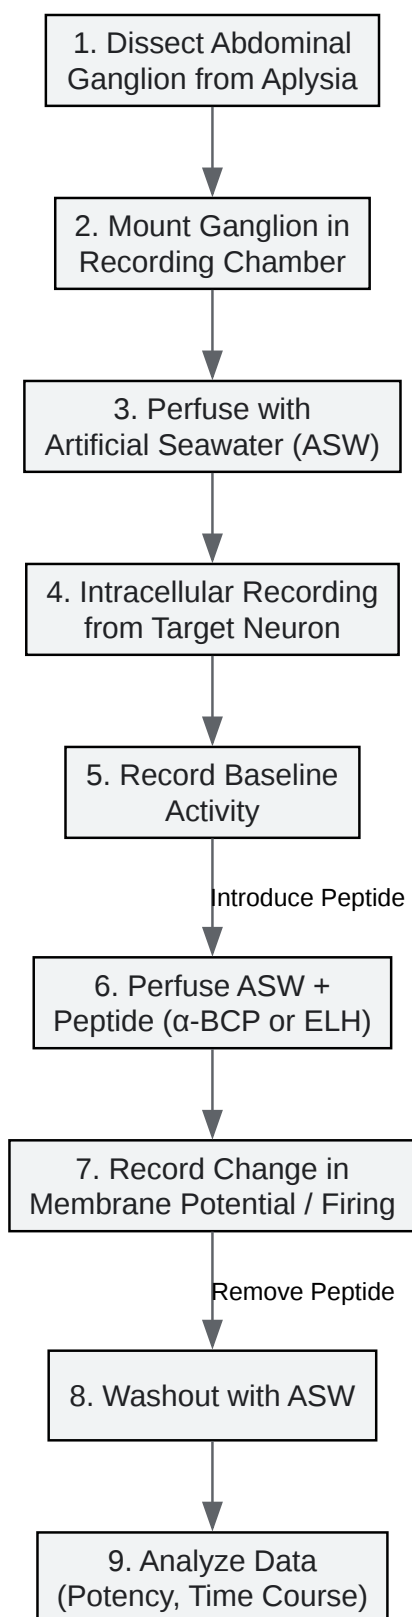 1. Dissect Abdominal
Ganglion from Aplysia
2. Mount Ganglion in
Recording Chamber
3. Perfuse with
Artificial Seawater (ASW)
4. Intracellular Recording
from Target Neuron
5. Record Baseline
Activity
Introduce Peptide
6. Perfuse ASW +
Peptide (α-BCP or ELH)
7. Record Change in
Membrane Potential / Firing
Remove Peptide
8. Washout with ASW
9. Analyze Data
(Potency, Time Course)